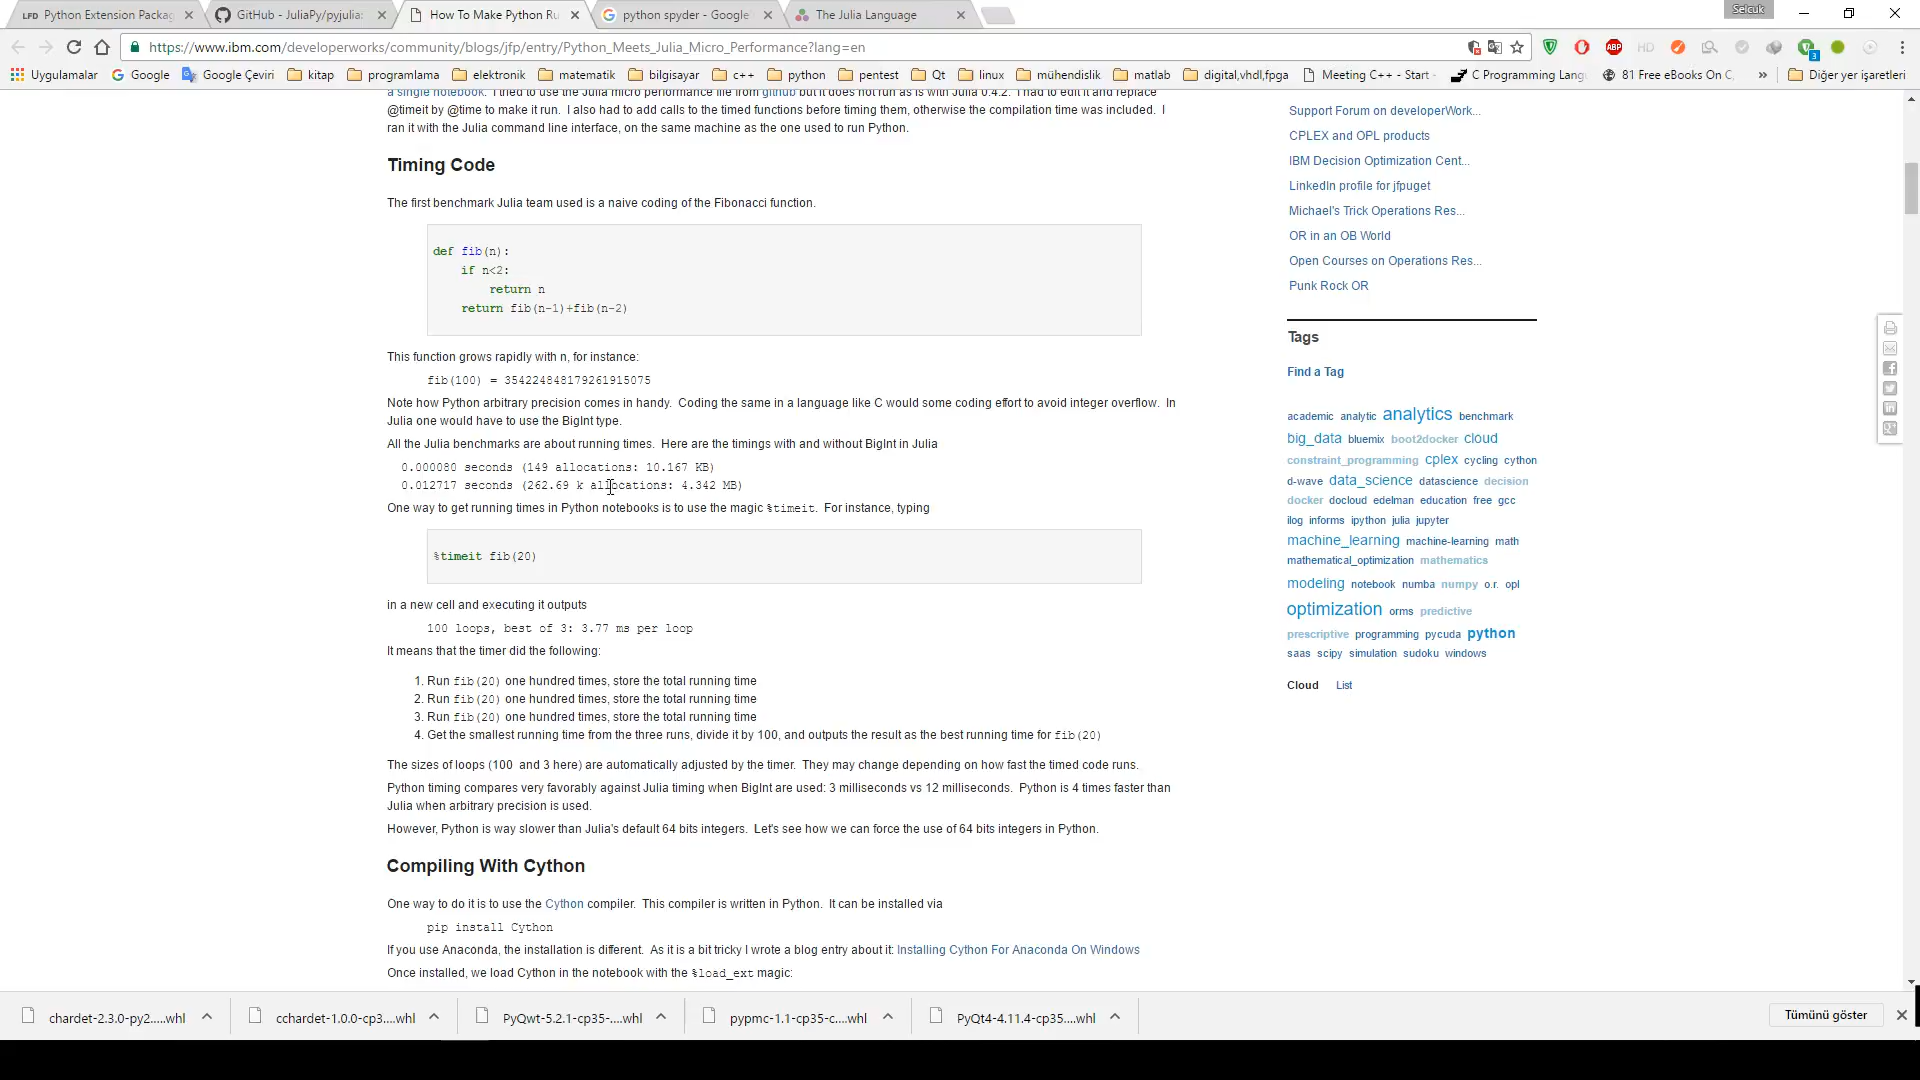 Python Extension Packag
GitHub - JuliaPy/pyjulia:
How To Make Python Ru
python spyder - Google'
The Julia Language
Selcuk
https://www.ibm.com/developerworks/community/blogs/jfp/entry/Python_Meets_Julia_Micro_Performance?lang=en
Uygulamalar Google Google Çeviri kitap programlama elektronik matematik bilgisayar c++ python pentest Qt linux mühendislik matlab digital,vhdl,fpga Meeting C++ - Start C Programming Lang 81 Free eBooks On C, » Diğer yer işaretleri
a single notebook. I tried to use the Julia micro performance file from github but it does not run as is with Julia 0.4.2. I had to edit it and replace
@timeit by @time to make it run. I also had to add calls to the timed functions before timing them, otherwise the compilation time was included. I
ran it with the Julia command line interface, on the same machine as the one used to run Python.
Timing Code
The first benchmark Julia team used is a naive coding of the Fibonacci function.
def fib(n):
if n<2:
return n
return fib(n-1)+fib(n-2)
This function grows rapidly with n, for instance:
fib(100) = 354224848179261915075
Note how Python arbitrary precision comes in handy. Coding the same in a language like C would some coding effort to avoid integer overflow. In
Julia one would have to use the BigInt type.
All the Julia benchmarks are about running times. Here are the timings with and without BigInt in Julia
0.000080 seconds (149 allocations: 10.167 KB)
0.012717 seconds (262.69 k allocations: 4.342 MB)
One way to get running times in Python notebooks is to use the magic %timeit. For instance, typing
%timeit fib(20)
in a new cell and executing it outputs
100 loops, best of 3: 3.77 ms per loop
It means that the timer did the following:
1. Run fib(20) one hundred times, store the total running time
2. Run fib(20) one hundred times, store the total running time
3. Run fib(20) one hundred times, store the total running time
4. Get the smallest running time from the three runs, divide it by 100, and outputs the result as the best running time for fib(20)
The sizes of loops (100 and 3 here) are automatically adjusted by the timer. They may change depending on how fast the timed code runs.
Python timing compares very favorably against Julia timing when BigInt are used: 3 milliseconds vs 12 milliseconds. Python is 4 times faster than
Julia when arbitrary precision is used.
However, Python is way slower than Julia's default 64 bits integers. Let's see how we can force the use of 64 bits integers in Python.
Compiling With Cython
One way to do it is to use the Cython compiler. This compiler is written in Python. It can be installed via
pip install Cython
If you use Anaconda, the installation is different. As it is a bit tricky I wrote a blog entry about it: Installing Cython For Anaconda On Windows
Once installed, we load Cython in the notebook with the %load_ext magic:
Support Forum on developerWork...
CPLEX and OPL products
IBM Decision Optimization Cent...
LinkedIn profile for jfpuget
Michael's Trick Operations Res...
OR in an OB World
Open Courses on Operations Res...
Punk Rock OR
Tags
Find a Tag
academic analytic analytics benchmark
big_data bluemix boot2docker cloud
constraint_programming cplex cycling cython
d-wave data_science datascience decision
docker docloud edelman education free gcc
ilog informs ipython julia jupyter
machine_learning machine-learning math
mathematical_optimization mathematics
modeling notebook numba numpy o.r. opl
optimization orms predictive
prescriptive programming pycuda python
saas scipy simulation sudoku windows
Cloud List
chardet-2.3.0-py2.....whl
cchardet-1.0.0-cp3....whl
PyQwt-5.2.1-cp35-....whl
pypmc-1.1-cp35-c....whl
PyQt4-4.11.4-cp35....whl
Tümünü göster